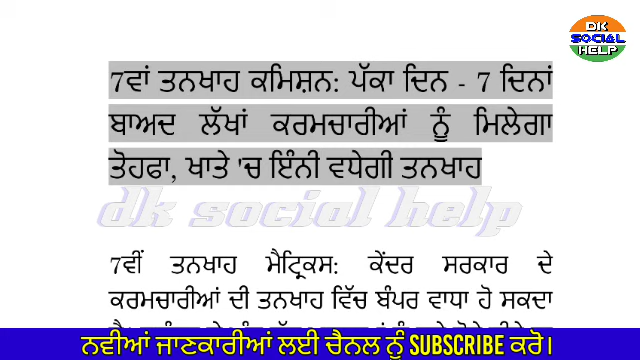 DK
SOCIAL
HELP
7ਵਾਂ ਤਨਖਾਹ ਕਮਿਸ਼ਨ: ਪੱਕਾ ਦਿਨ - 7 ਦਿਨਾਂ
ਬਾਅਦ ਲੱਖਾਂ ਕਰਮਚਾਰੀਆਂ ਨੂੰ ਮਿਲੇਗਾ
ਤੋਹਫਾ, ਖਾਤੇ 'ਚ ਇੰਨੀ ਵਧੇਗੀ ਤਨਖਾਹ
dk social help
7ਵੀਂ ਤਨਖਾਹ ਮੈਟ੍ਰਿਕਸ: ਕੇਂਦਰ ਸਰਕਾਰ ਦੇ
ਕਰਮਚਾਰੀਆਂ ਦੀ ਤਨਖਾਹ ਵਿੱਚ ਬੰਪਰ ਵਾਧਾ ਹੋ ਸਕਦਾ
ਨਵੀਆਂ ਜਾਣਕਾਰੀਆਂ ਲਈ ਚੈਨਲ ਨੂੰ SUBSCRIBE ਕਰੋ।